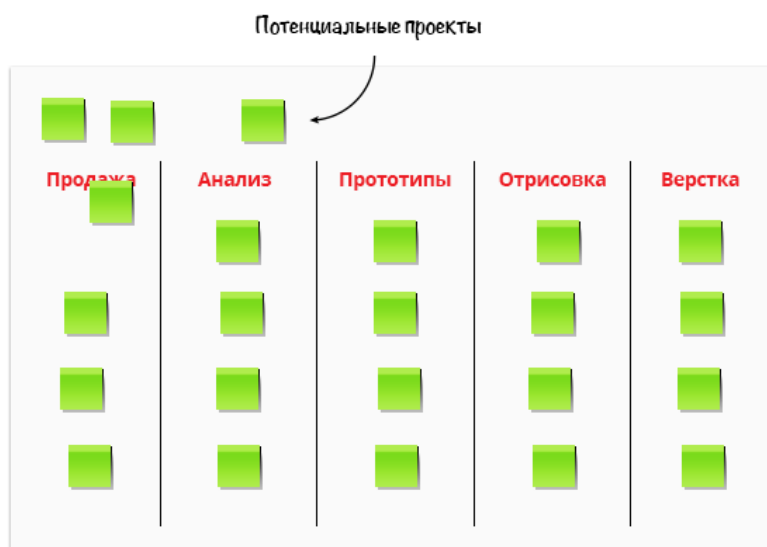 Потенциальные проекты
Продажа Анализ Прототипы Отрисовка Верстка